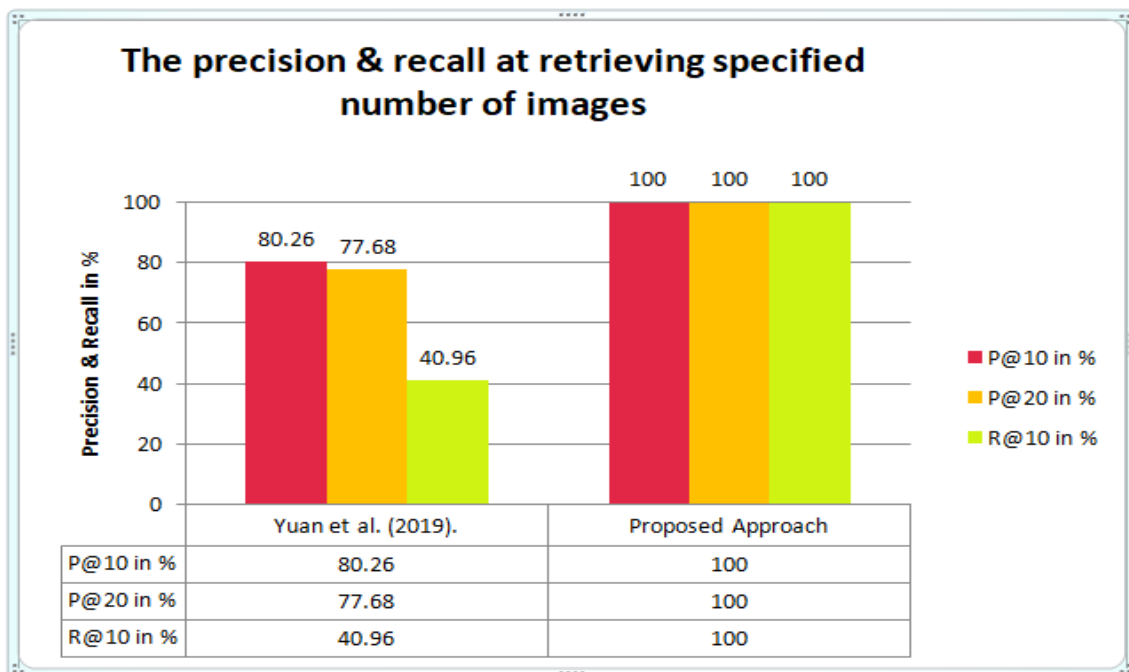 The precision & recall at retrieving specified
number of images
Precision & Recall in %
100
80
60
40
20
0
80.26
77.68
40.96
100 100 100
P@10 in %
P@20 in %
R@10 in %
Yuan et al. (2019). Proposed Approach
P@10 in % 80.26 100
P@20 in % 77.68 100
R@10 in % 40.96 100